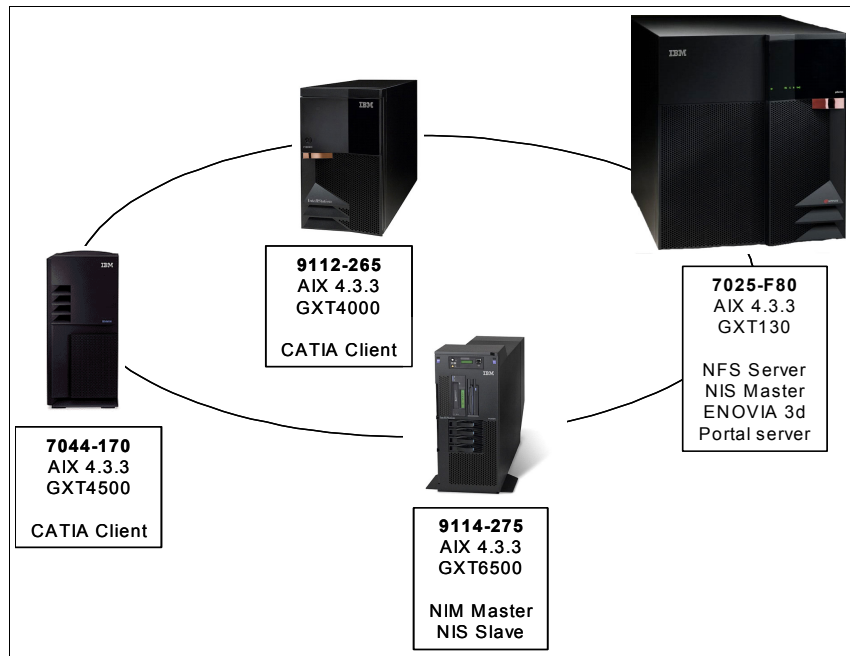 IBM
IBM
9112-265
AIX 4.3.3
GXT4000
CATIA Client
IBM
7025-F80
AIX 4.3.3
GXT130
NFS Server
NIS Master
ENOVIA 3d
Portal server
IBM
7044-170
AIX 4.3.3
GXT4500
CATIA Client
9114-275
AIX 4.3.3
GXT6500
NIM Master
NIS Slave